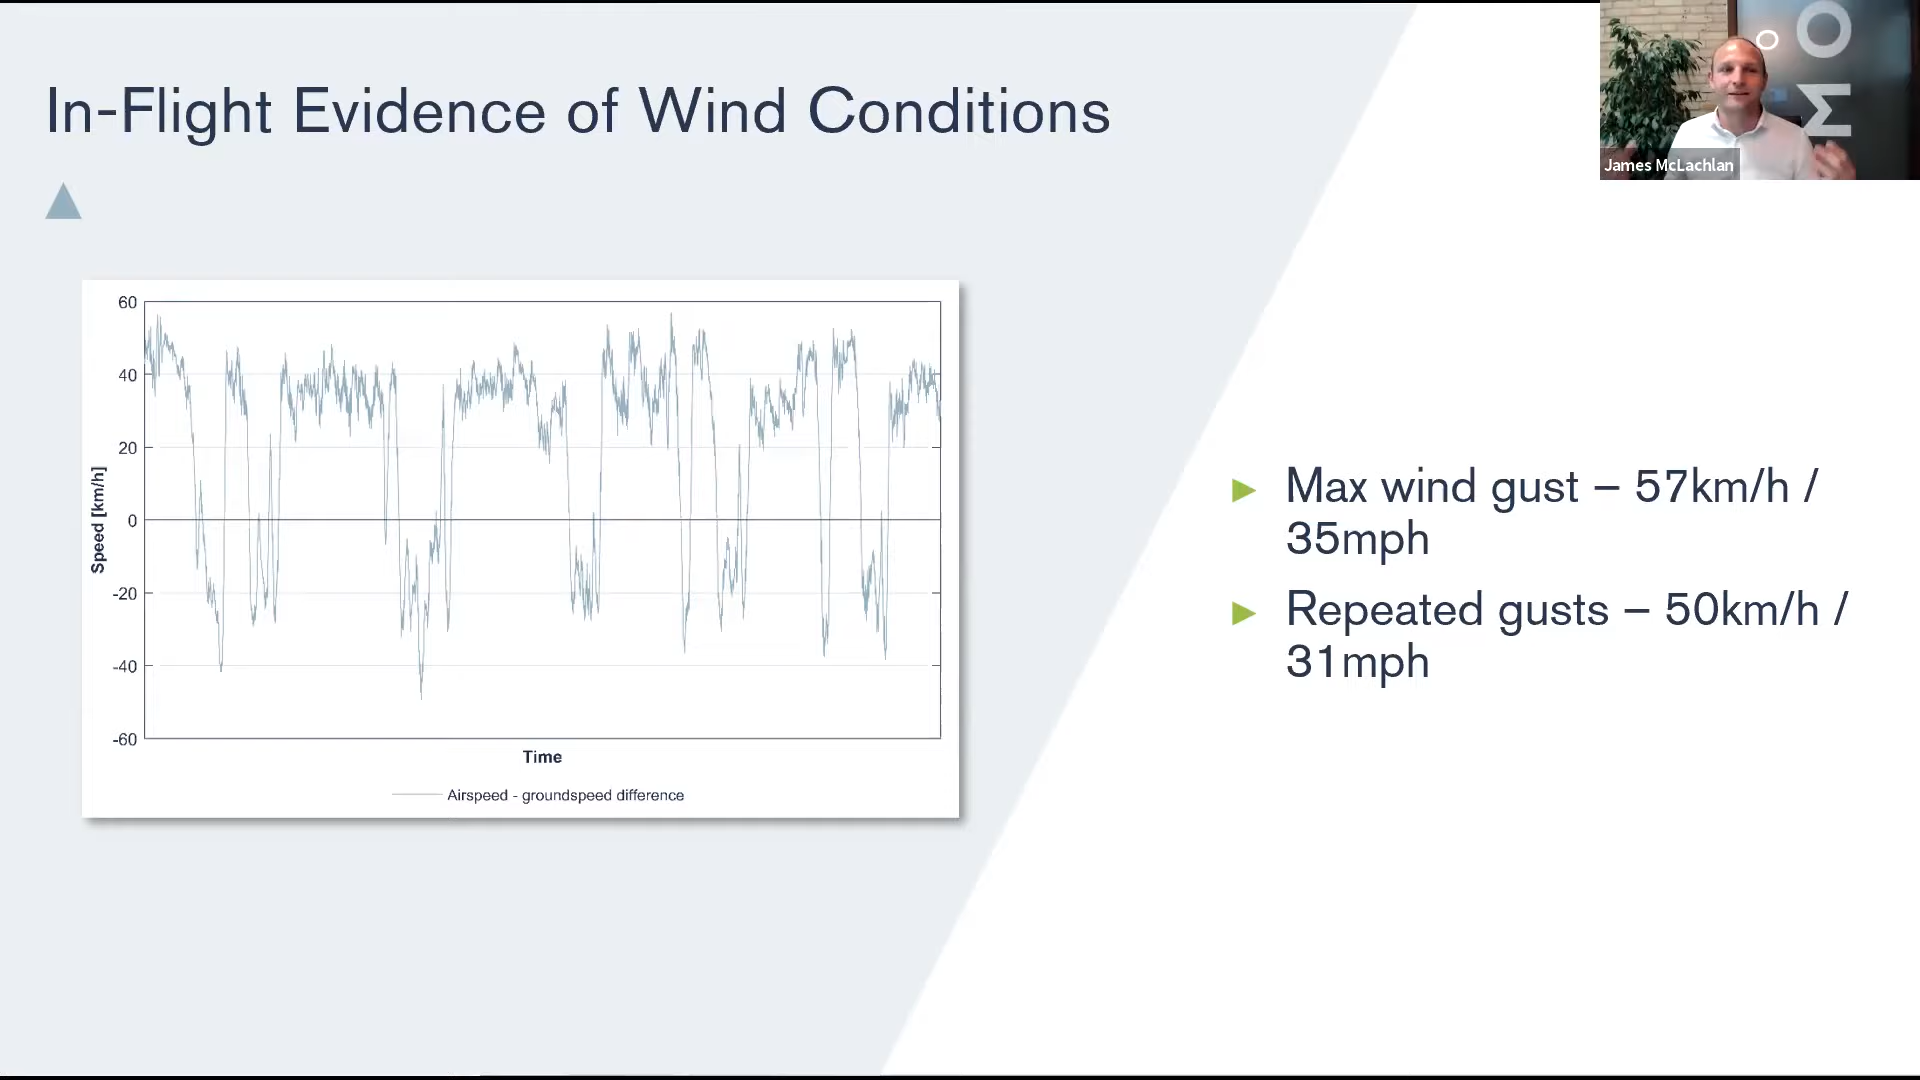 In-Flight Evidence of Wind Conditions
O
M
James McLachlan
60
40
20
0
-20
-40
-60
Speed [km/h]
Time
Airspeed - groundspeed difference
Max wind gust – 57km/h /
35mph
Repeated gusts – 50km/h /
31mph